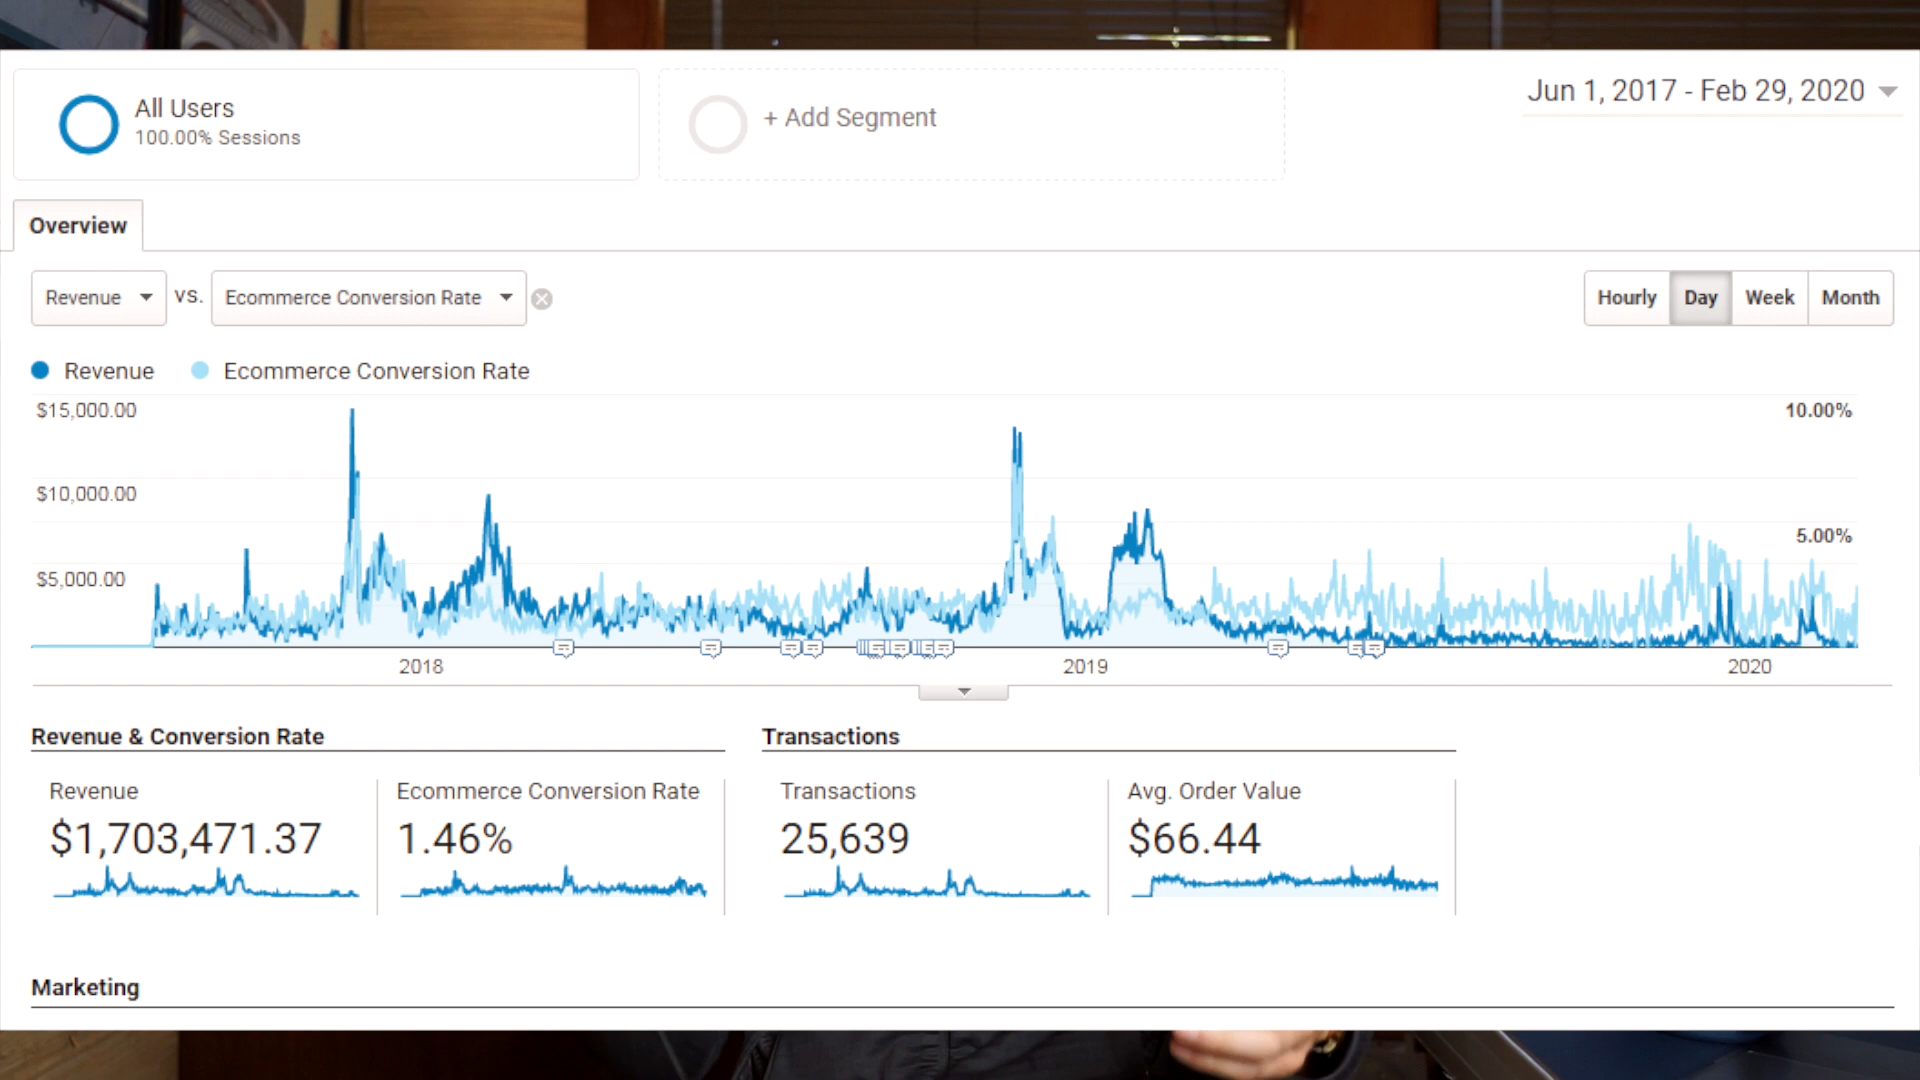 All Users
100.00% Sessions
+ Add Segment
Jun 1, 2017 - Feb 29, 2020
Overview
Revenue VS. Ecommerce Conversion Rate
Hourly Day Week Month
Revenue Ecommerce Conversion Rate
$15,000.00 10.00%
$10,000.00
5.00%
$5,000.00
2018 2019 2020
Revenue & Conversion Rate
Transactions
Revenue
$1,703,471.37
Ecommerce Conversion Rate
1.46%
Transactions
25,639
Avg. Order Value
$66.44
Marketing